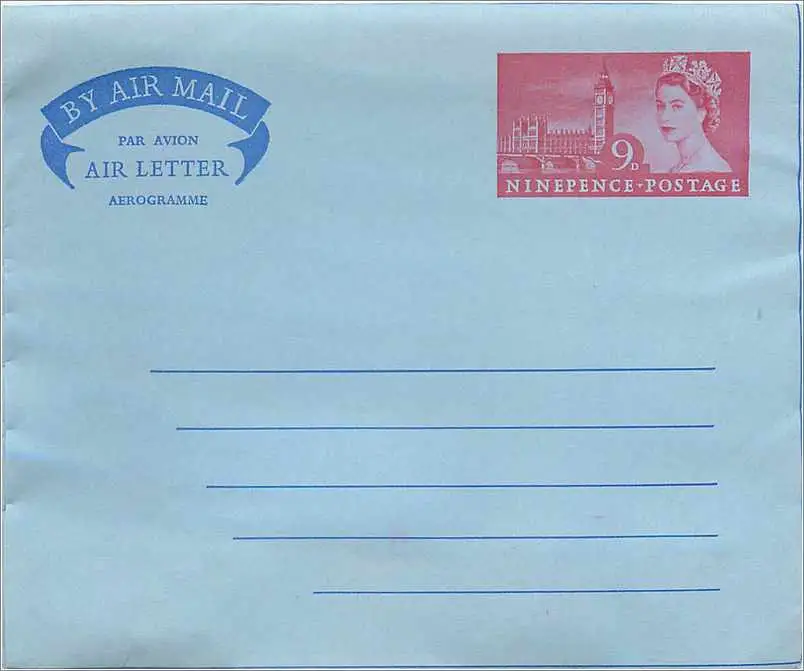 BY AIR MAIL
PAR AVION
AIR LETTER
AEROGRAMME
9D
NINEPENCE-POSTAGE